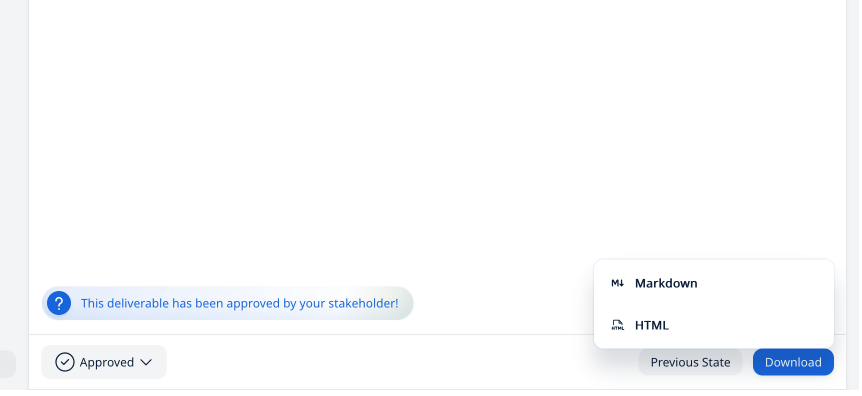 M↓ Markdown
HTML HTML
? This deliverable has been approved by your stakeholder!
Approved
Previous State
Download